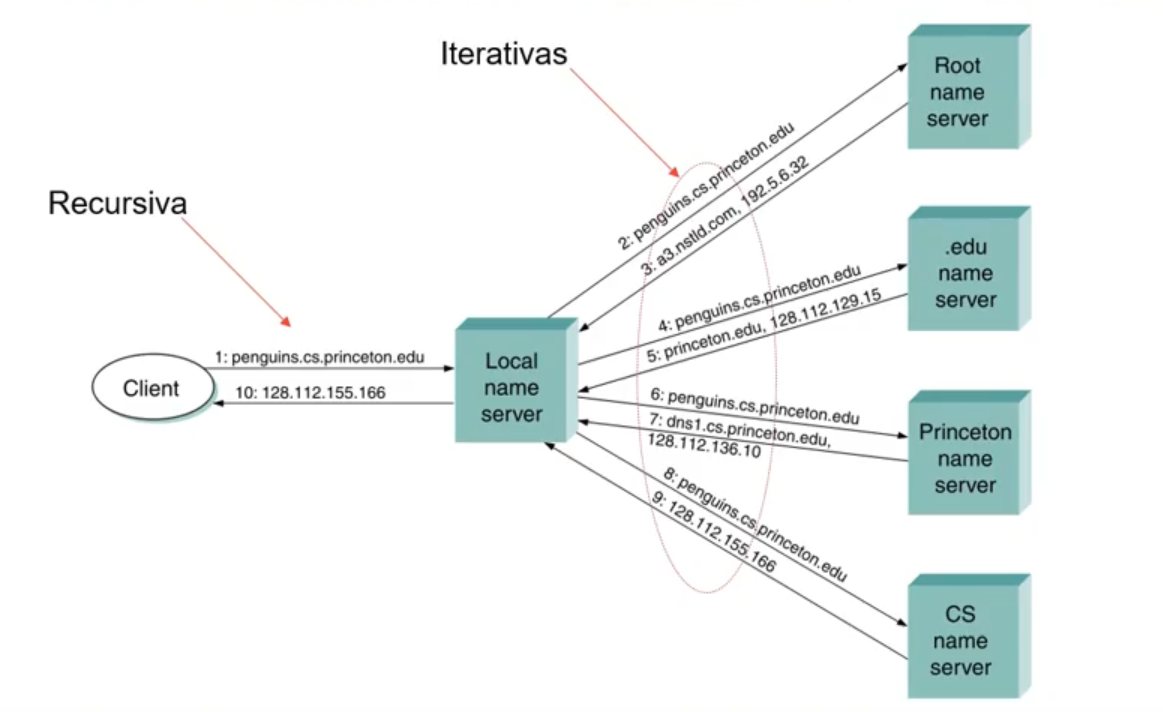 Iterativas
Recursiva
Client
1: penguins.cs.princeton.edu
10: 128.112.155.166
Local
name
server
2: penguins.cs.princeton.edu
3: a3.nstld.com, 192.5.6.32
4: penguins.cs.princeton.edu
5: princeton.edu, 128.112.129.15
6: penguins.cs.princeton.edu
7: dns1.cs.princeton.edu,
128.112.136.10
8: penguins.cs.princeton.edu
9: 128.112.155.166
Root
name
server
.edu
name
server
Princeton
name
server
CS
name
server